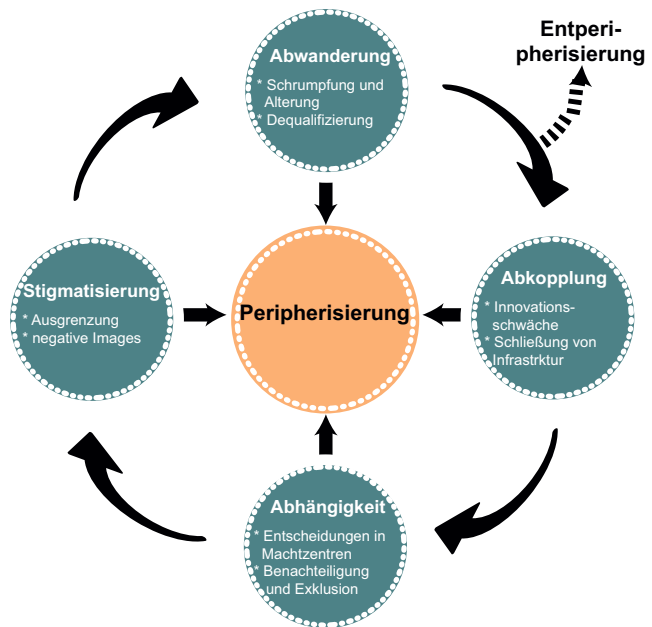 Abwanderung
* Schrumpfung und
Alterung
* Dequalifizierung
Entperi-
pherisierung
Stigmatisierung
* Ausgrenzung
* negative Images
Peripherisierung
Abkopplung
* Innovations-
schwäche
* Schließung von
Infrastrktur
Abhängigkeit
* Entscheidungen in
Machtzentren
* Benachteiligung
und Exklusion